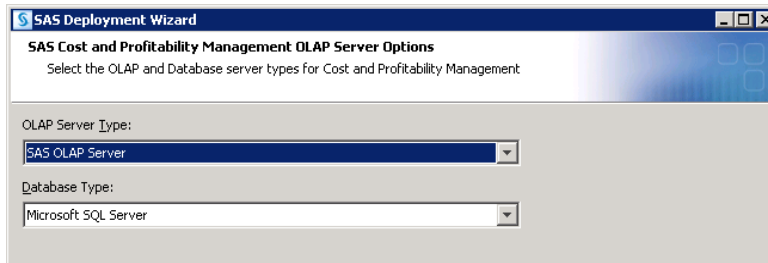 SAS Deployment Wizard
SAS Cost and Profitability Management OLAP Server Options
Select the OLAP and Database server types for Cost and Profitability Management
OLAP Server Type:
SAS OLAP Server
Database Type:
Microsoft SQL Server